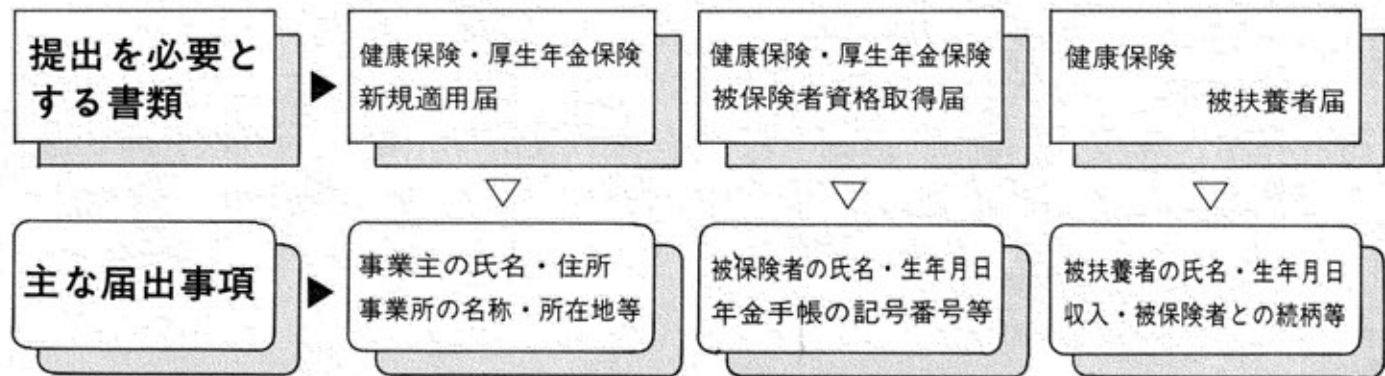 提出を必要と
する書類
健康保険・厚生年金保険
新規適用届
健康保険・厚生年金保険
被保険者資格取得届
健康保険
被扶養者届
主な届出事項
事業主の氏名・住所
事業所の名称・所在地等
被保険者の氏名・生年月日
年金手帳の記号番号等
被扶養者の氏名・生年月日
収入・被保険者との続柄等